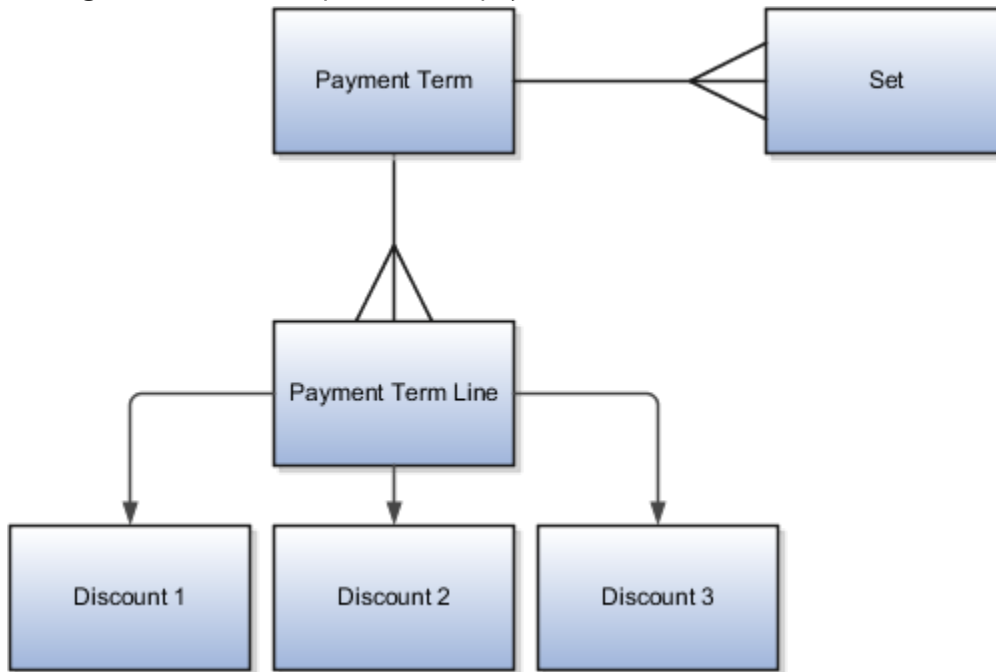 Payment Term
Set
Payment Term Line
Discount 1
Discount 2
Discount 3